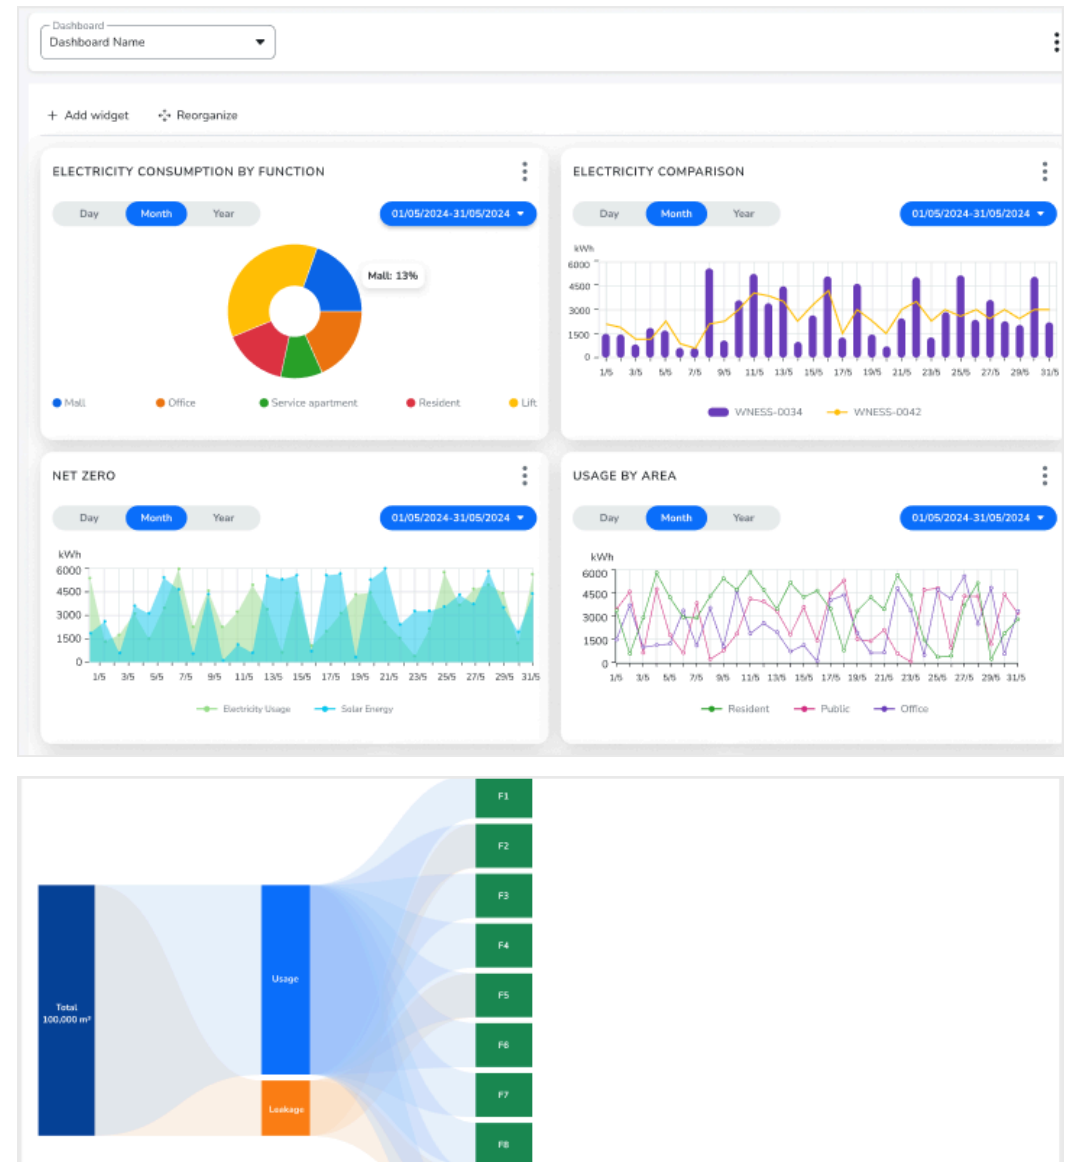 Dashboard
Dashboard Name
Add widget Reorganize
ELECTRICITY CONSUMPTION BY FUNCTION
Day Month Year 01/05/2024-31/05/2024
Mall: 13%
Mall Office Service apartment Resident Lift
ELECTRICITY COMPARISON
Day Month Year 01/05/2024-31/05/2024
kWh
6000
4500
3000
1500
0
1/5 3/5 5/5 7/5 9/5 11/5 13/5 15/5 17/5 19/5 21/5 23/5 25/5 27/5 29/5 31/5
WNESS-0034 WNESS-0042
NET ZERO
Day Month Year 01/05/2024-31/05/2024
kWh
6000
4500
3000
1500
0
1/5 3/5 5/5 7/5 9/5 11/5 13/5 15/5 17/5 19/5 21/5 23/5 25/5 27/5 29/5 31/5
Electricity Usage Solar Energy
USAGE BY AREA
Day Month Year 01/05/2024-31/05/2024
kWh
6000
4500
3000
1500
0
1/5 3/5 5/5 7/5 9/5 11/5 13/5 15/5 17/5 19/5 21/5 23/5 25/5 27/5 29/5 31/5
Resident Public Office
Total
100,000 m³
Usage
Leakage
F1
F2
F3
F4
F5
F6
F7
F8